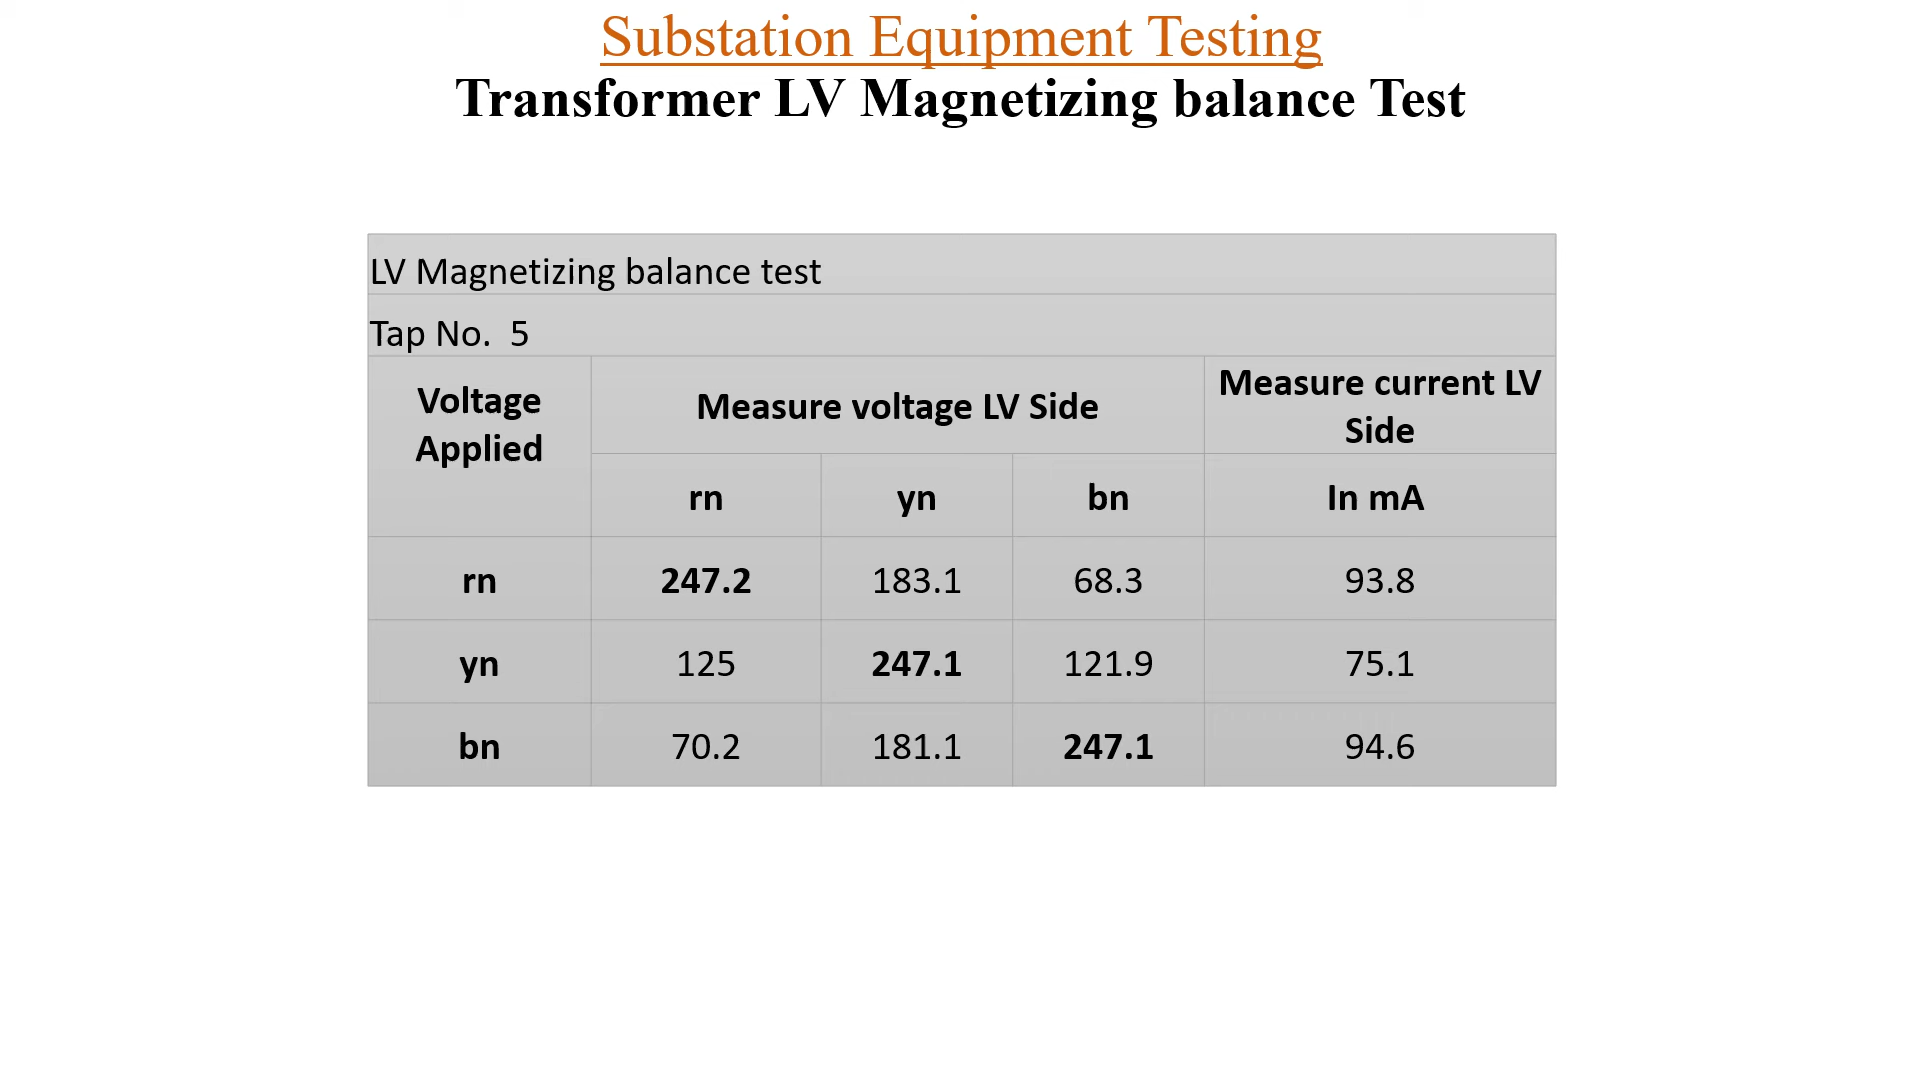 Substation Equipment Testing
Transformer LV Magnetizing balance Test
LV Magnetizing balance test
Tap No.  5
Voltage Applied Measure voltage LV Side Measure current LV Side
rn yn bn In mA
rn 247.2 183.1 68.3 93.8
yn 125 247.1 121.9 75.1
bn 70.2 181.1 247.1 94.6